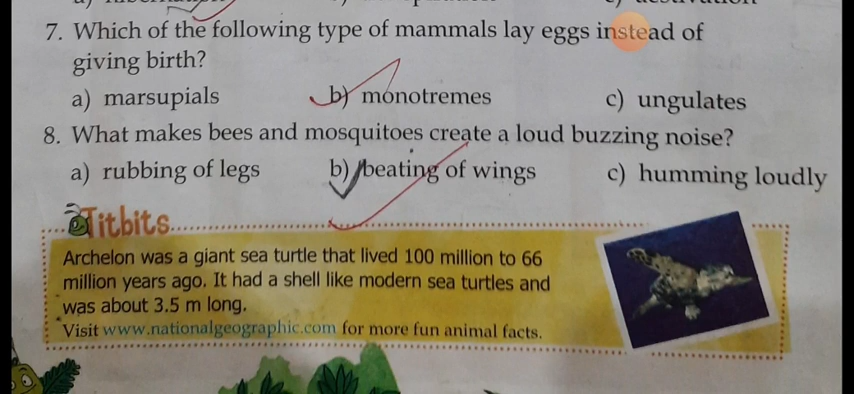 7. Which of the following type of mammals lay eggs instead of
giving birth?
a) marsupials b) monotremes c) ungulates
8. What makes bees and mosquitoes create a loud buzzing noise?
a) rubbing of legs b) beating of wings c) humming loudly
Titbits
Archelon was a giant sea turtle that lived 100 million to 66
million years ago. It had a shell like modern sea turtles and
was about 3.5 m long.
Visit www.nationalgeographic.com for more fun animal facts.